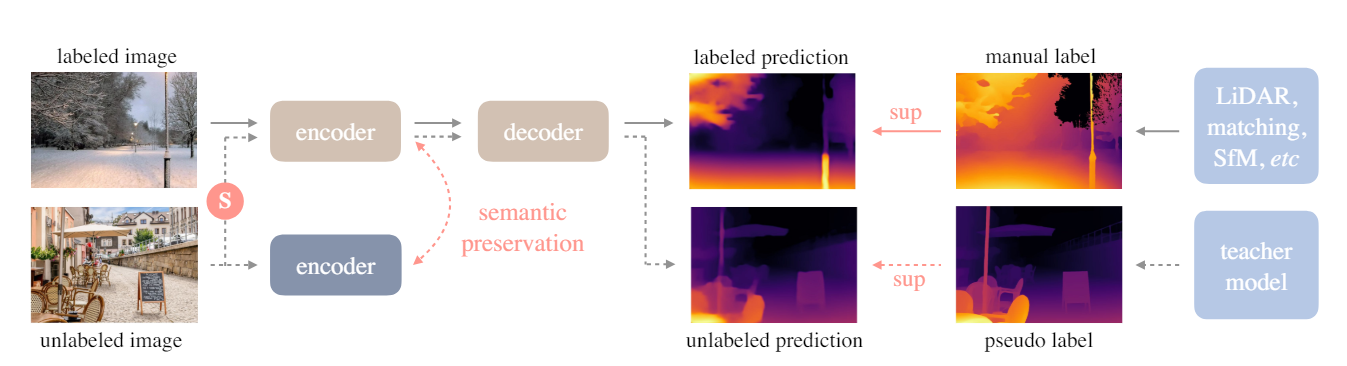 labeled image
labeled prediction
manual label
encoder
decoder
sup
LiDAR,
matching,
SfM, etc
S
semantic
preservation
encoder
sup
teacher
model
unlabeled image
unlabeled prediction
pseudo label